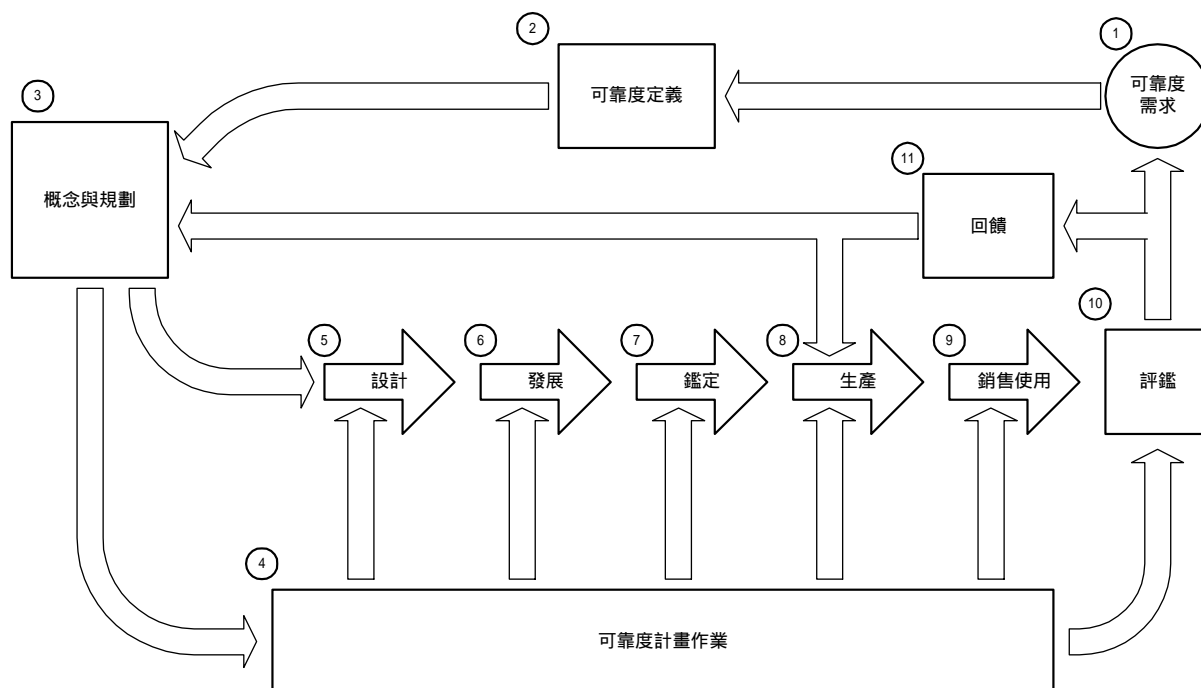 1
可靠度
需求
2
可靠度定義
3
概念與規劃
11
回饋
10
評鑑
5
設計
6
發展
7
鑑定
8
生產
9
銷售使用
4
可靠度計畫作業